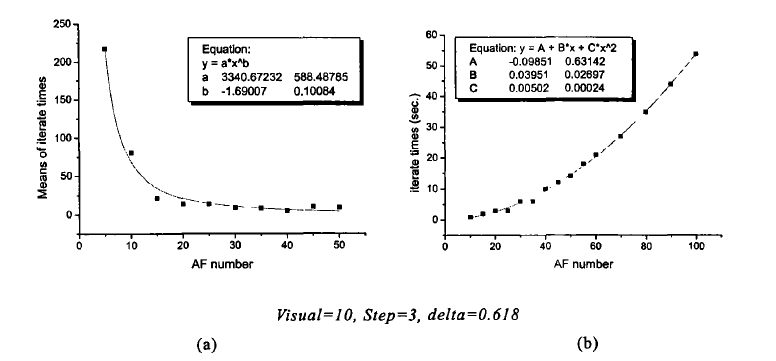 250
200
150
100
50
0
Means of iterate times
0 10 20 30 40 50
AF number
Equation:
y = a*x^b
a 3340.67232 588.48785
b -1.69007 0.10084
60
50
40
30
20
10
0
iterate times (sec.)
0 20 40 60 80 100
AF number
Equation: y = A + B*x + C*x^2
A -0.09851 0.63142
B 0.03951 0.02697
C 0.00502 0.00024
Visual=10, Step=3, delta=0.618
(a) (b)